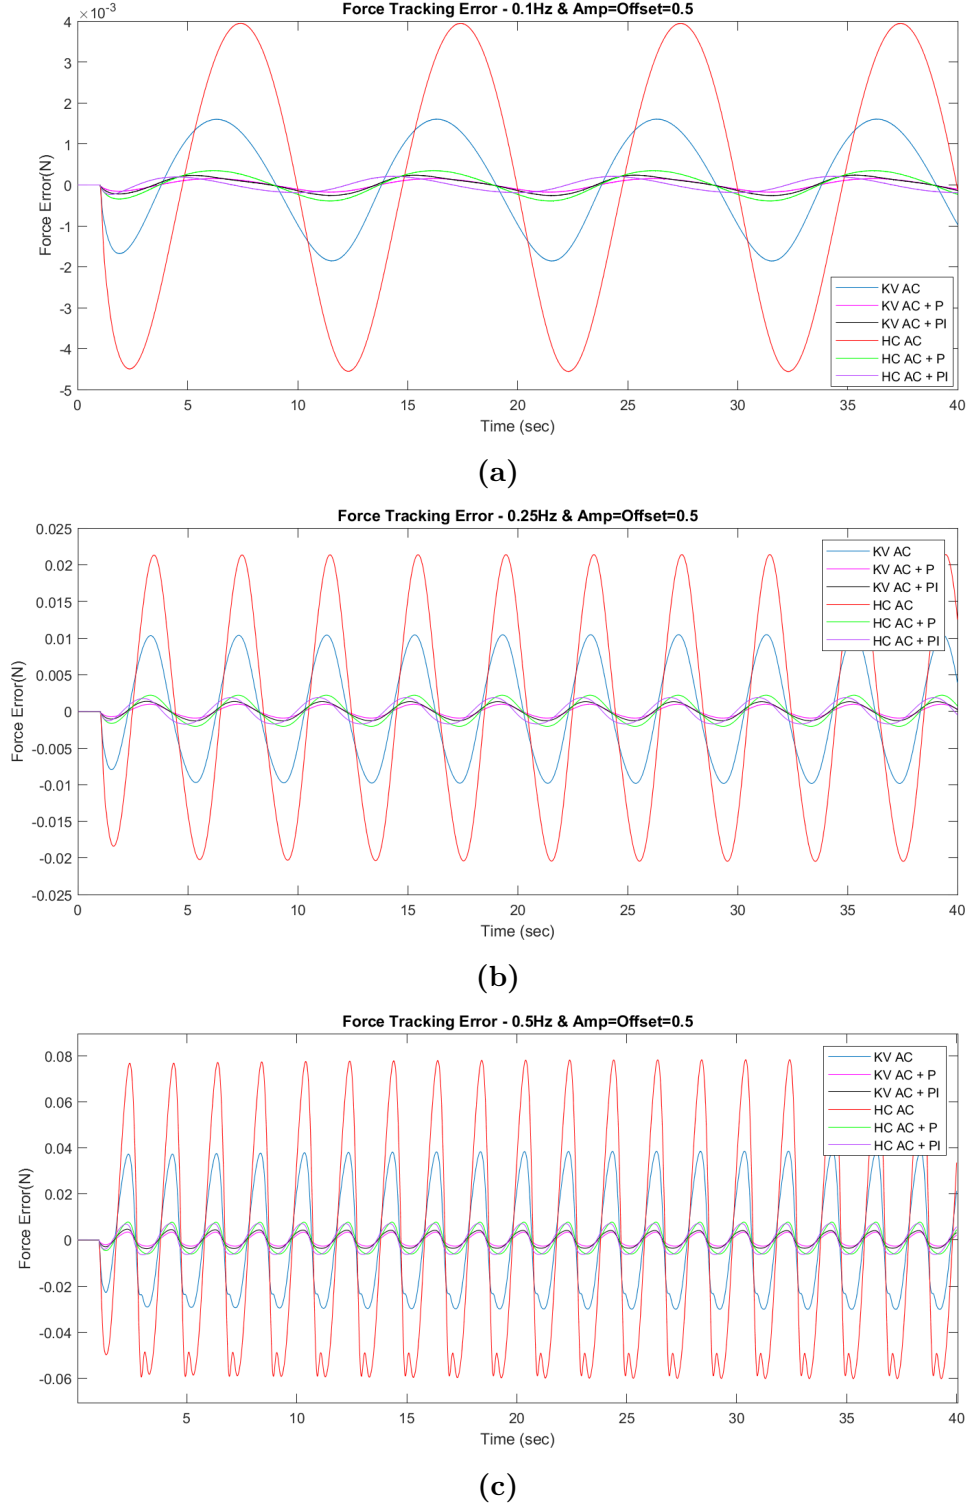 Force Tracking Error - 0.1Hz & Amp=Offset=0.5
×10⁻³
4
3
2
1
0
-1
-2
-3
-4
-5
Force Error(N)
KV AC
KV AC + P
KV AC + PI
HC AC
HC AC + P
HC AC + PI
0 5 10 15 20 25 30 35 40
Time (sec)
(a)
Force Tracking Error - 0.25Hz & Amp=Offset=0.5
0.025
0.02
0.015
0.01
0.005
0
-0.005
-0.01
-0.015
-0.02
-0.025
Force Error(N)
KV AC
KV AC + P
KV AC + PI
HC AC
HC AC + P
HC AC + PI
0 5 10 15 20 25 30 35 40
Time (sec)
(b)
Force Tracking Error - 0.5Hz & Amp=Offset=0.5
0.08
0.06
0.04
0.02
0
-0.02
-0.04
-0.06
Force Error(N)
KV AC
KV AC + P
KV AC + PI
HC AC
HC AC + P
HC AC + PI
5 10 15 20 25 30 35 40
Time (sec)
(c)